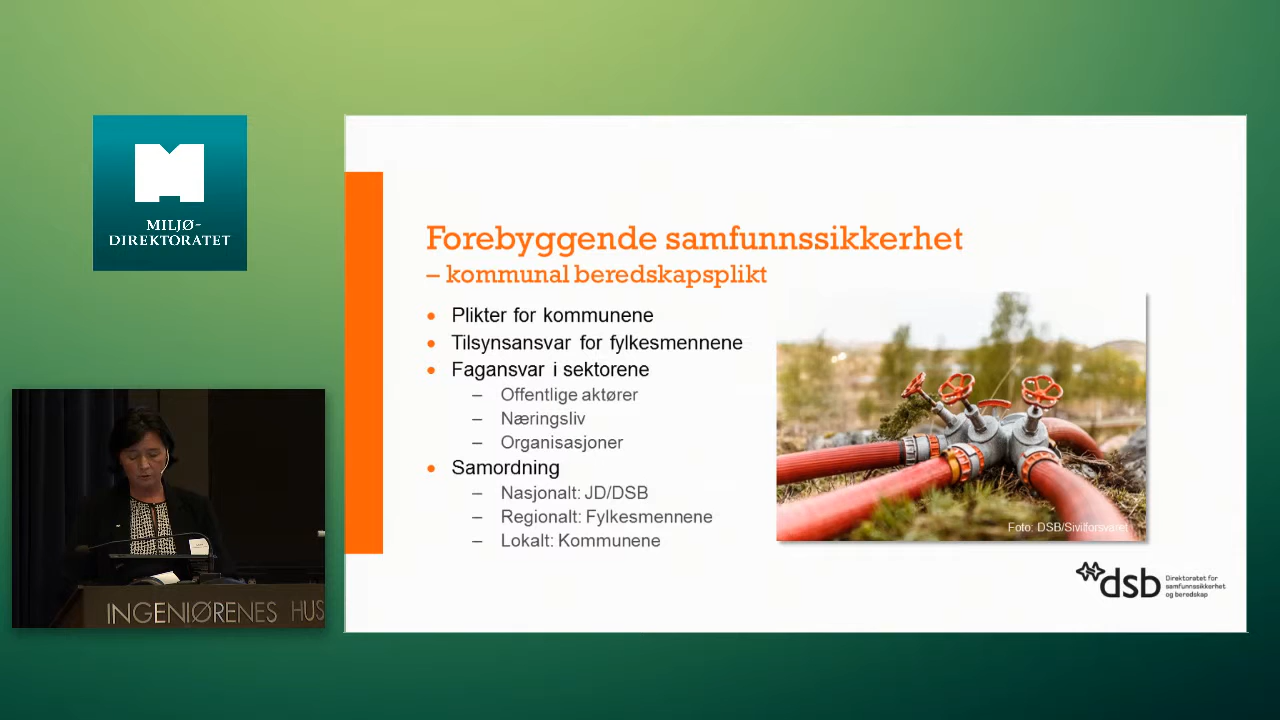 MILJØ-
DIREKTORATET
Forebyggende samfunnssikkerhet
– kommunal beredskapsplikt
• Plikter for kommunene
• Tilsynsansvar for fylkesmennene
• Fagansvar i sektorene
– Offentlige aktører
– Næringsliv
– Organisasjoner
• Samordning
– Nasjonalt: JD/DSB
– Regionalt: Fylkesmennene
– Lokalt: Kommunene
Foto: DSB/Sivilforsvaret
dsb
Direktoratet for
samfunnssikkerhet
og beredskap
INGENIØRENES HUS